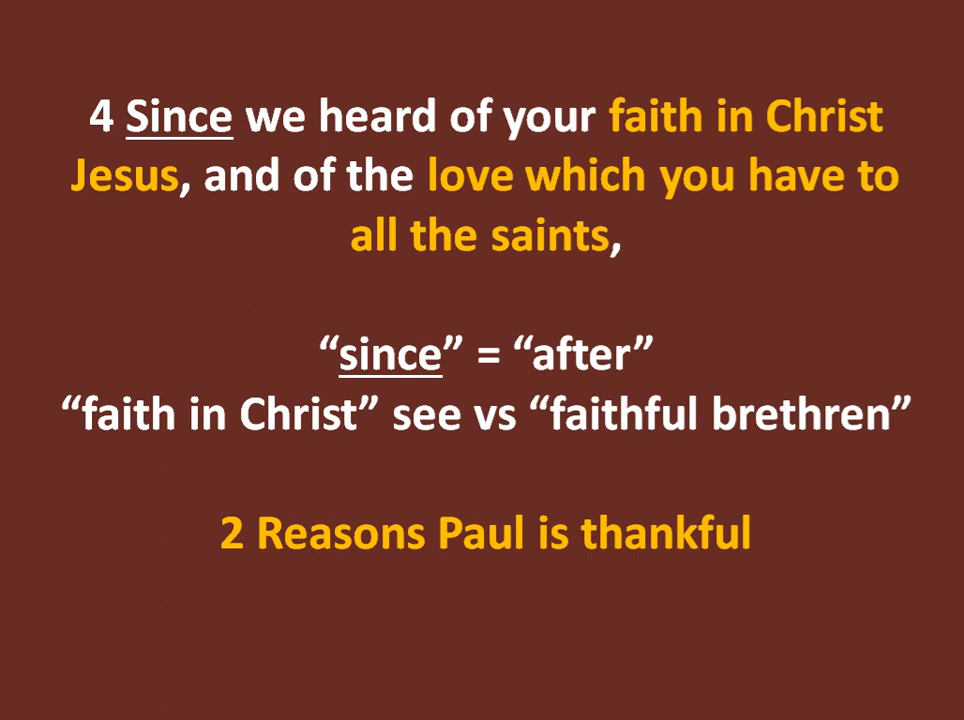 4 Since we heard of your faith in Christ
Jesus, and of the love which you have to
all the saints,
“since” = “after”
“faith in Christ” see vs “faithful brethren”
2 Reasons Paul is thankful